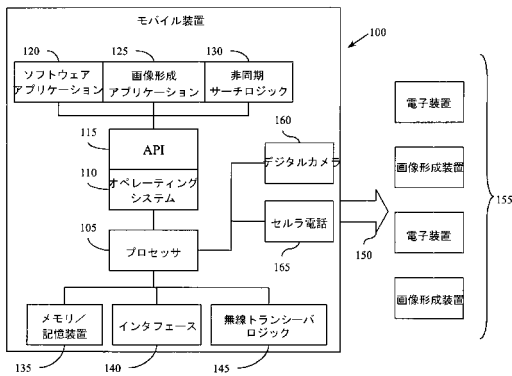 モバイル装置
100
120
125
130
ソフトウェア
アプリケーション
画像形成
アプリケーション
非同期
サーチロジック
115
API
110
オペレーティング
システム
105
プロセッサ
160
デジタルカメラ
セルラ電話
165
150
電子装置
画像形成装置
電子装置
画像形成装置
155
メモリ／
記憶装置
インタフェース
無線トランシーバ
ロジック
135
140
145